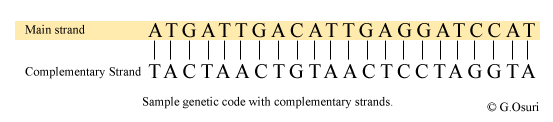 Main strand ATGATTGACATTGAGGATCCAT
Complementary Strand TACTAACTGTAACTCCTAGGTA
Sample genetic code with complementary strands.
© G.Osuri